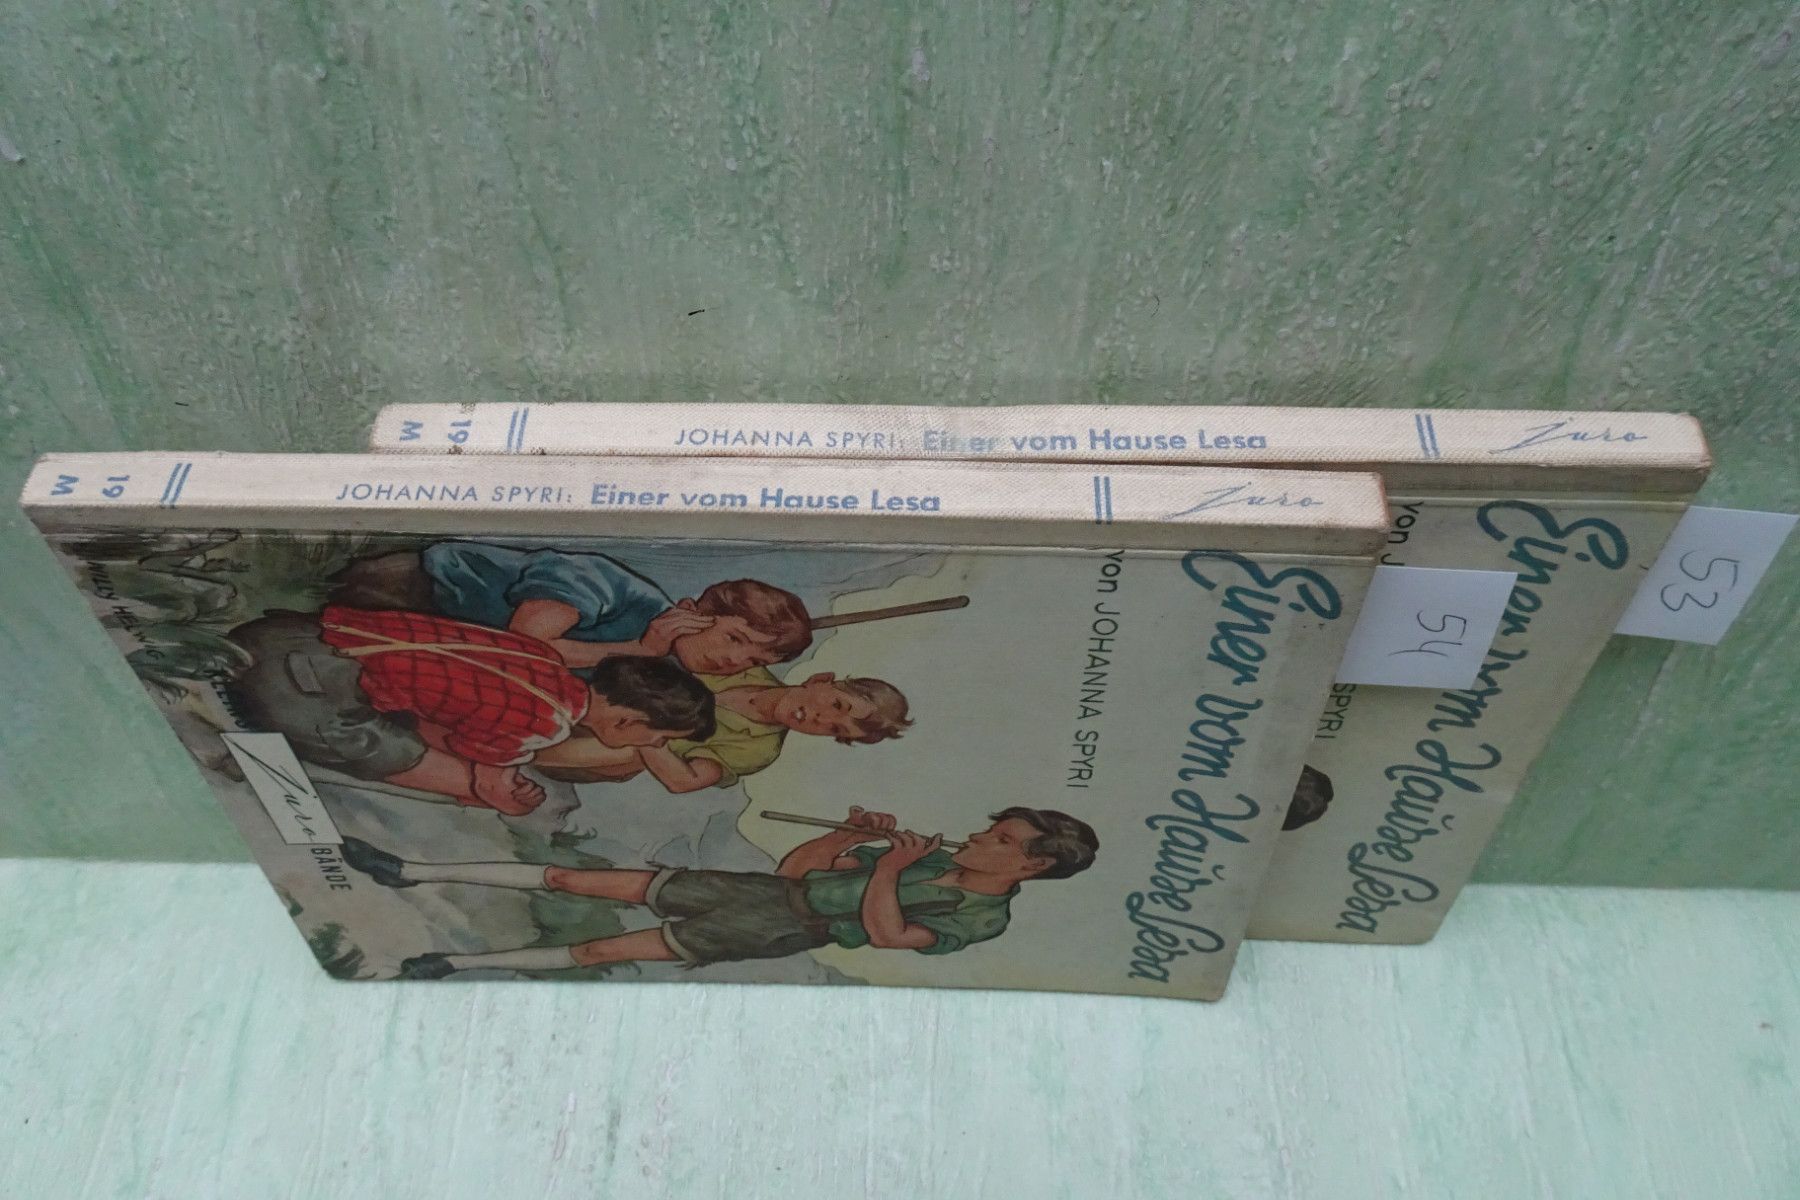 M
19
JOHANNA SPYRI: Einer vom Hause Lesa
Juro
M
19
JOHANNA SPYRI: Einer vom Hause Lesa
Juro
Einer vom Hause Lesa
von JOHANNA SPYRI
Juro BÄNDE
54
Einer vom Hause Lesa
von J
SPYRI
53